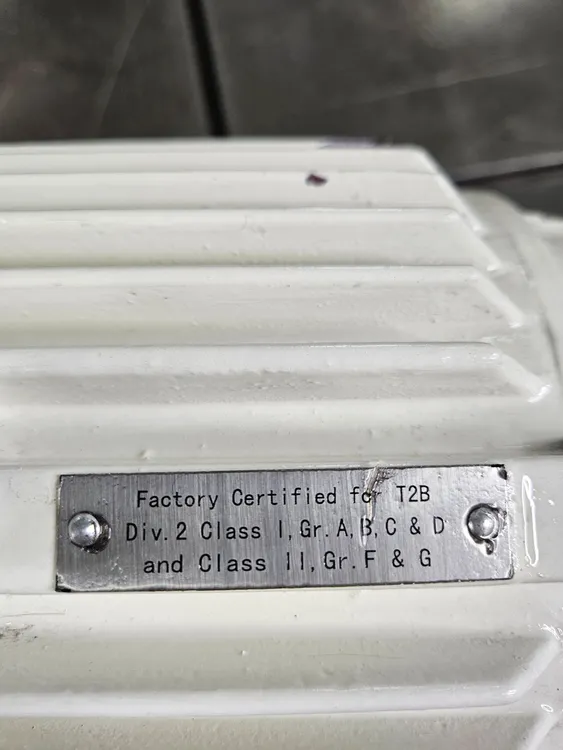 Factory Certified for T2B
Div.2 Class I,Gr.A,B,C & D
and Class II,Gr.F & G